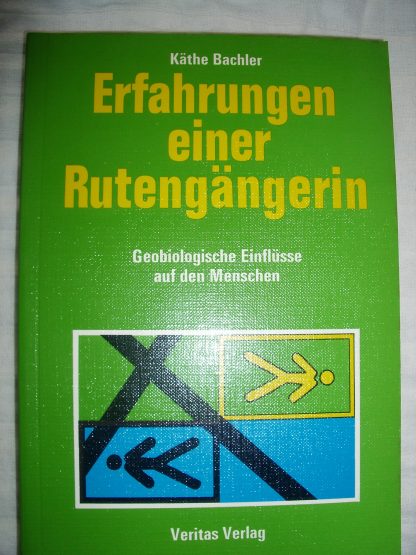 Käthe Bachler
Erfahrungen
einer
Rutengängerin
Geobiologische Einflüsse
auf den Menschen
Veritas Verlag